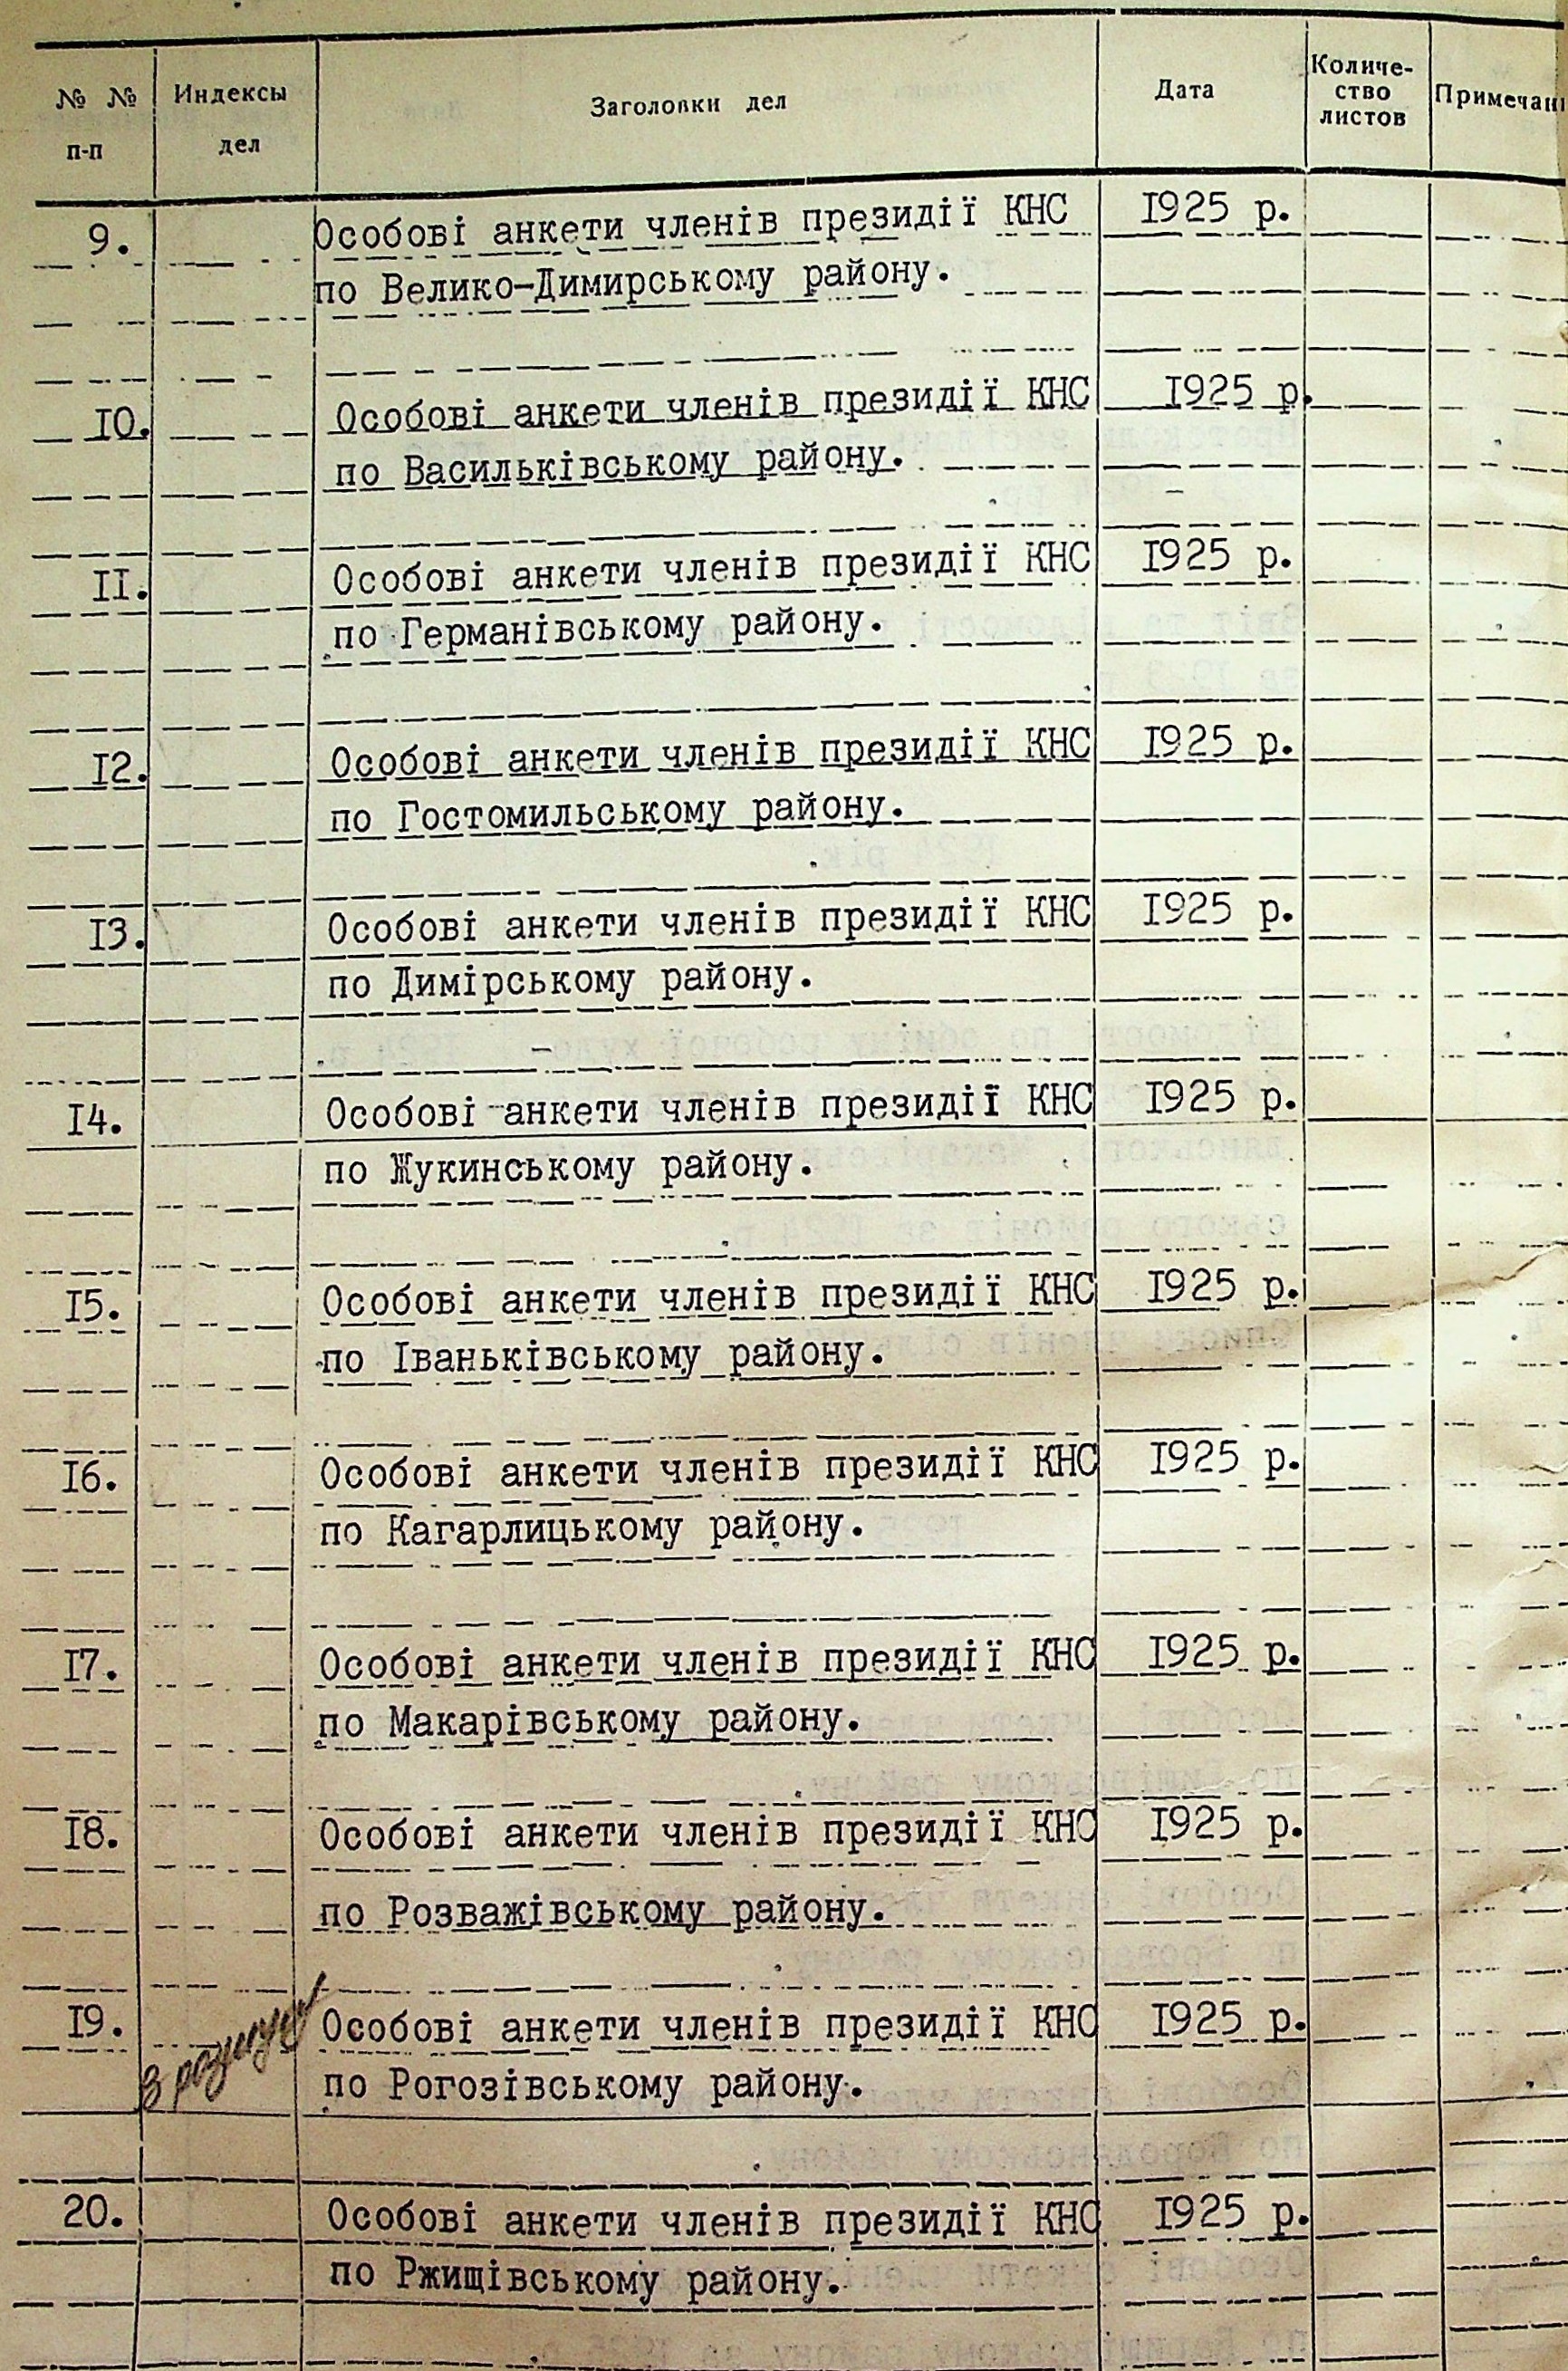 № № п-п Индексы дел Заголовки дел Дата Количе-ство листов Примечан
9. Особові анкети членів президії КНС 1925 р.
по Велико-Димирському району.
10. Особові анкети членів президії КНС 1925 р.
по Васильківському району.
11. Особові анкети членів президії КНС 1925 р.
по Германівському району.
12. Особові анкети членів президії КНС 1925 р.
по Гостомильському району.
13. Особові анкети членів президії КНС 1925 р.
по Димірському району.
14. Особові анкети членів президії КНС 1925 р.
по Жукинському району.
15. Особові анкети членів президії КНС 1925 р.
по Іваньківському району.
16. Особові анкети членів президії КНС 1925 р.
по Кагарлицькому району.
17. Особові анкети членів президії КНС 1925 р.
по Макарівському району.
18. Особові анкети членів президії КНС 1925 р.
по Розважівському району.
19. Особові анкети членів президії КНС 1925 р.
по Рогозівському району.
20. Особові анкети членів президії КНС 1925 р.
по Ржищівському району.